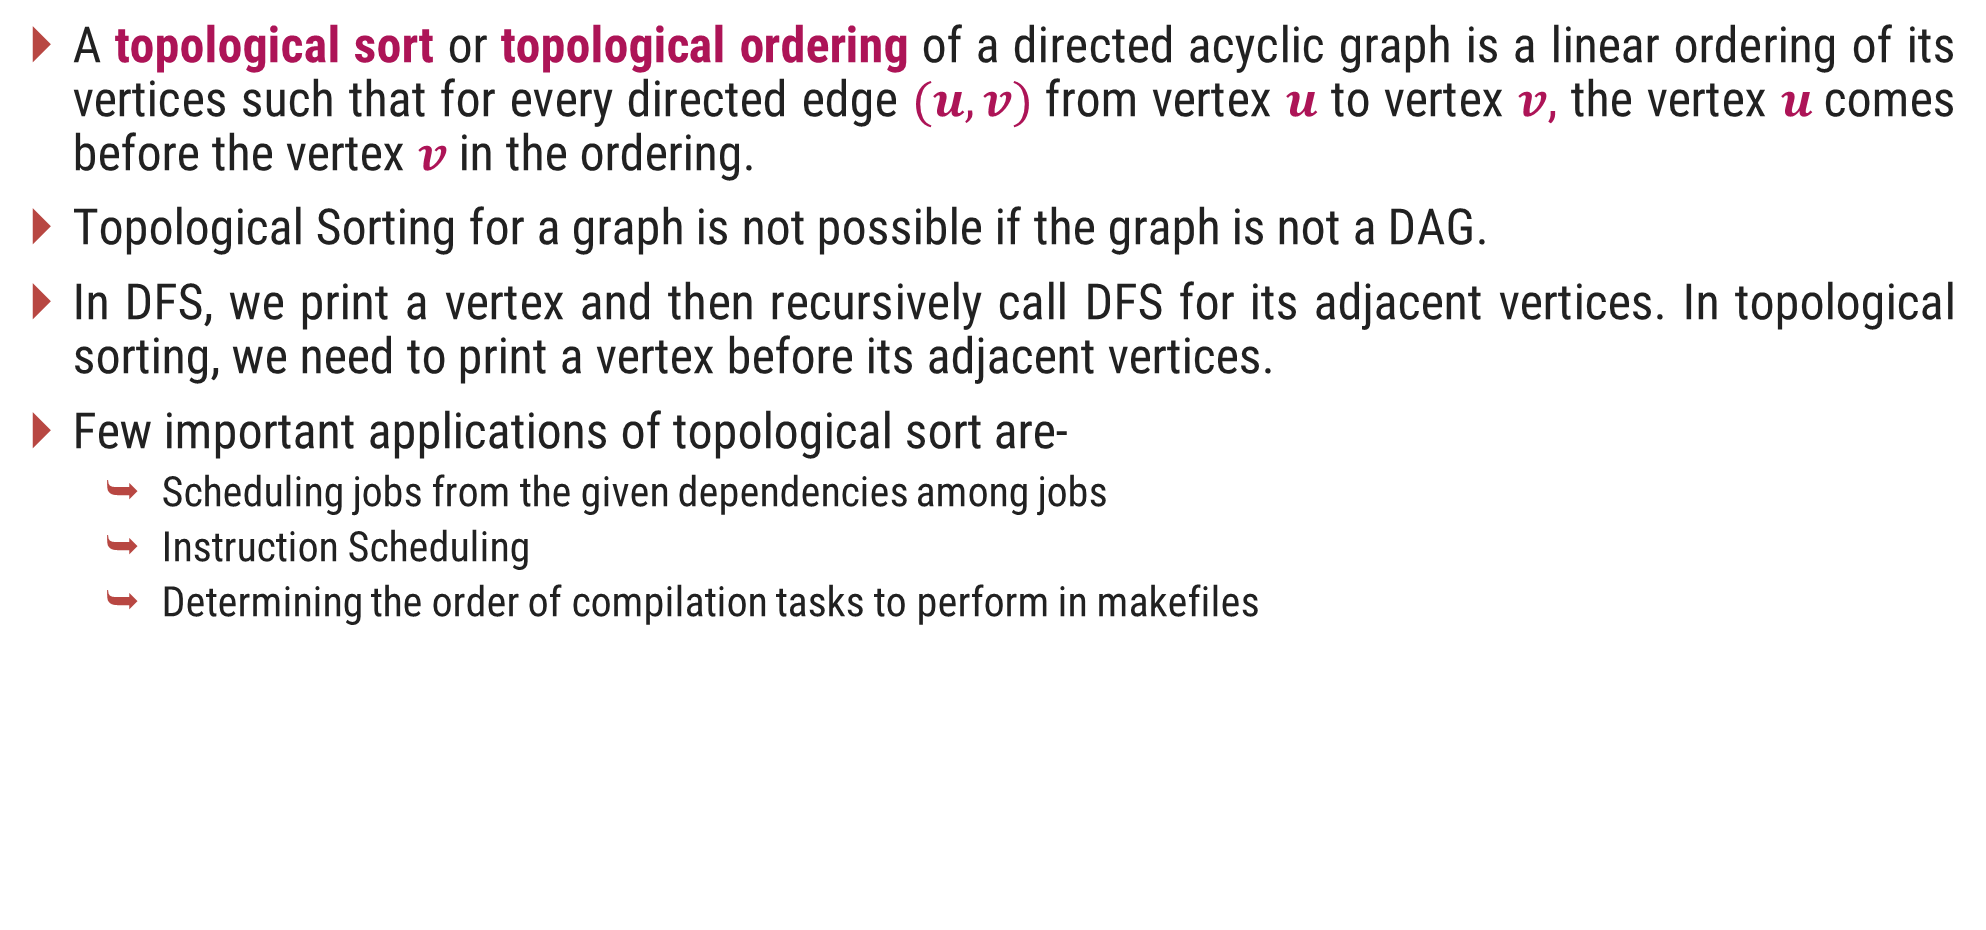 A topological sort or topological ordering of a directed acyclic graph is a linear ordering of its
vertices such that for every directed edge (u, v) from vertex u to vertex v, the vertex u comes
before the vertex v in the ordering.
Topological Sorting for a graph is not possible if the graph is not a DAG.
In DFS, we print a vertex and then recursively call DFS for its adjacent vertices. In topological
sorting, we need to print a vertex before its adjacent vertices.
Few important applications of topological sort are-
Scheduling jobs from the given dependencies among jobs
Instruction Scheduling
Determining the order of compilation tasks to perform in makefiles